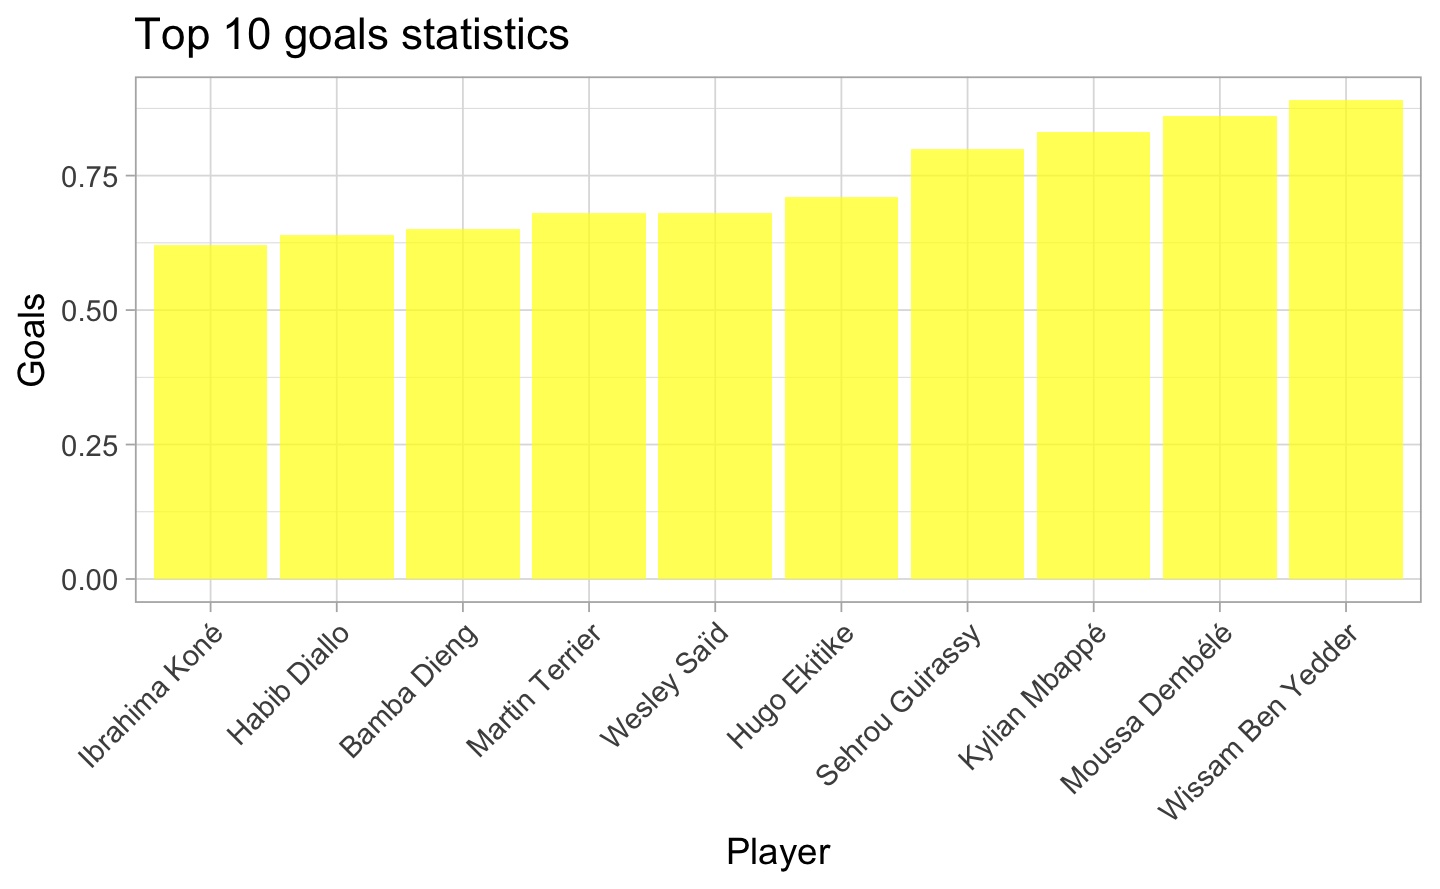 Top 10 goals statistics
Goals
0.75
0.50
0.25
0.00
Ibrahima Koné
Habib Diallo
Bamba Dieng
Martin Terrier
Wesley Saïd
Hugo Ekitike
Sehrou Guirassy
Kylian Mbappé
Moussa Dembélé
Wissam Ben Yedder
Player